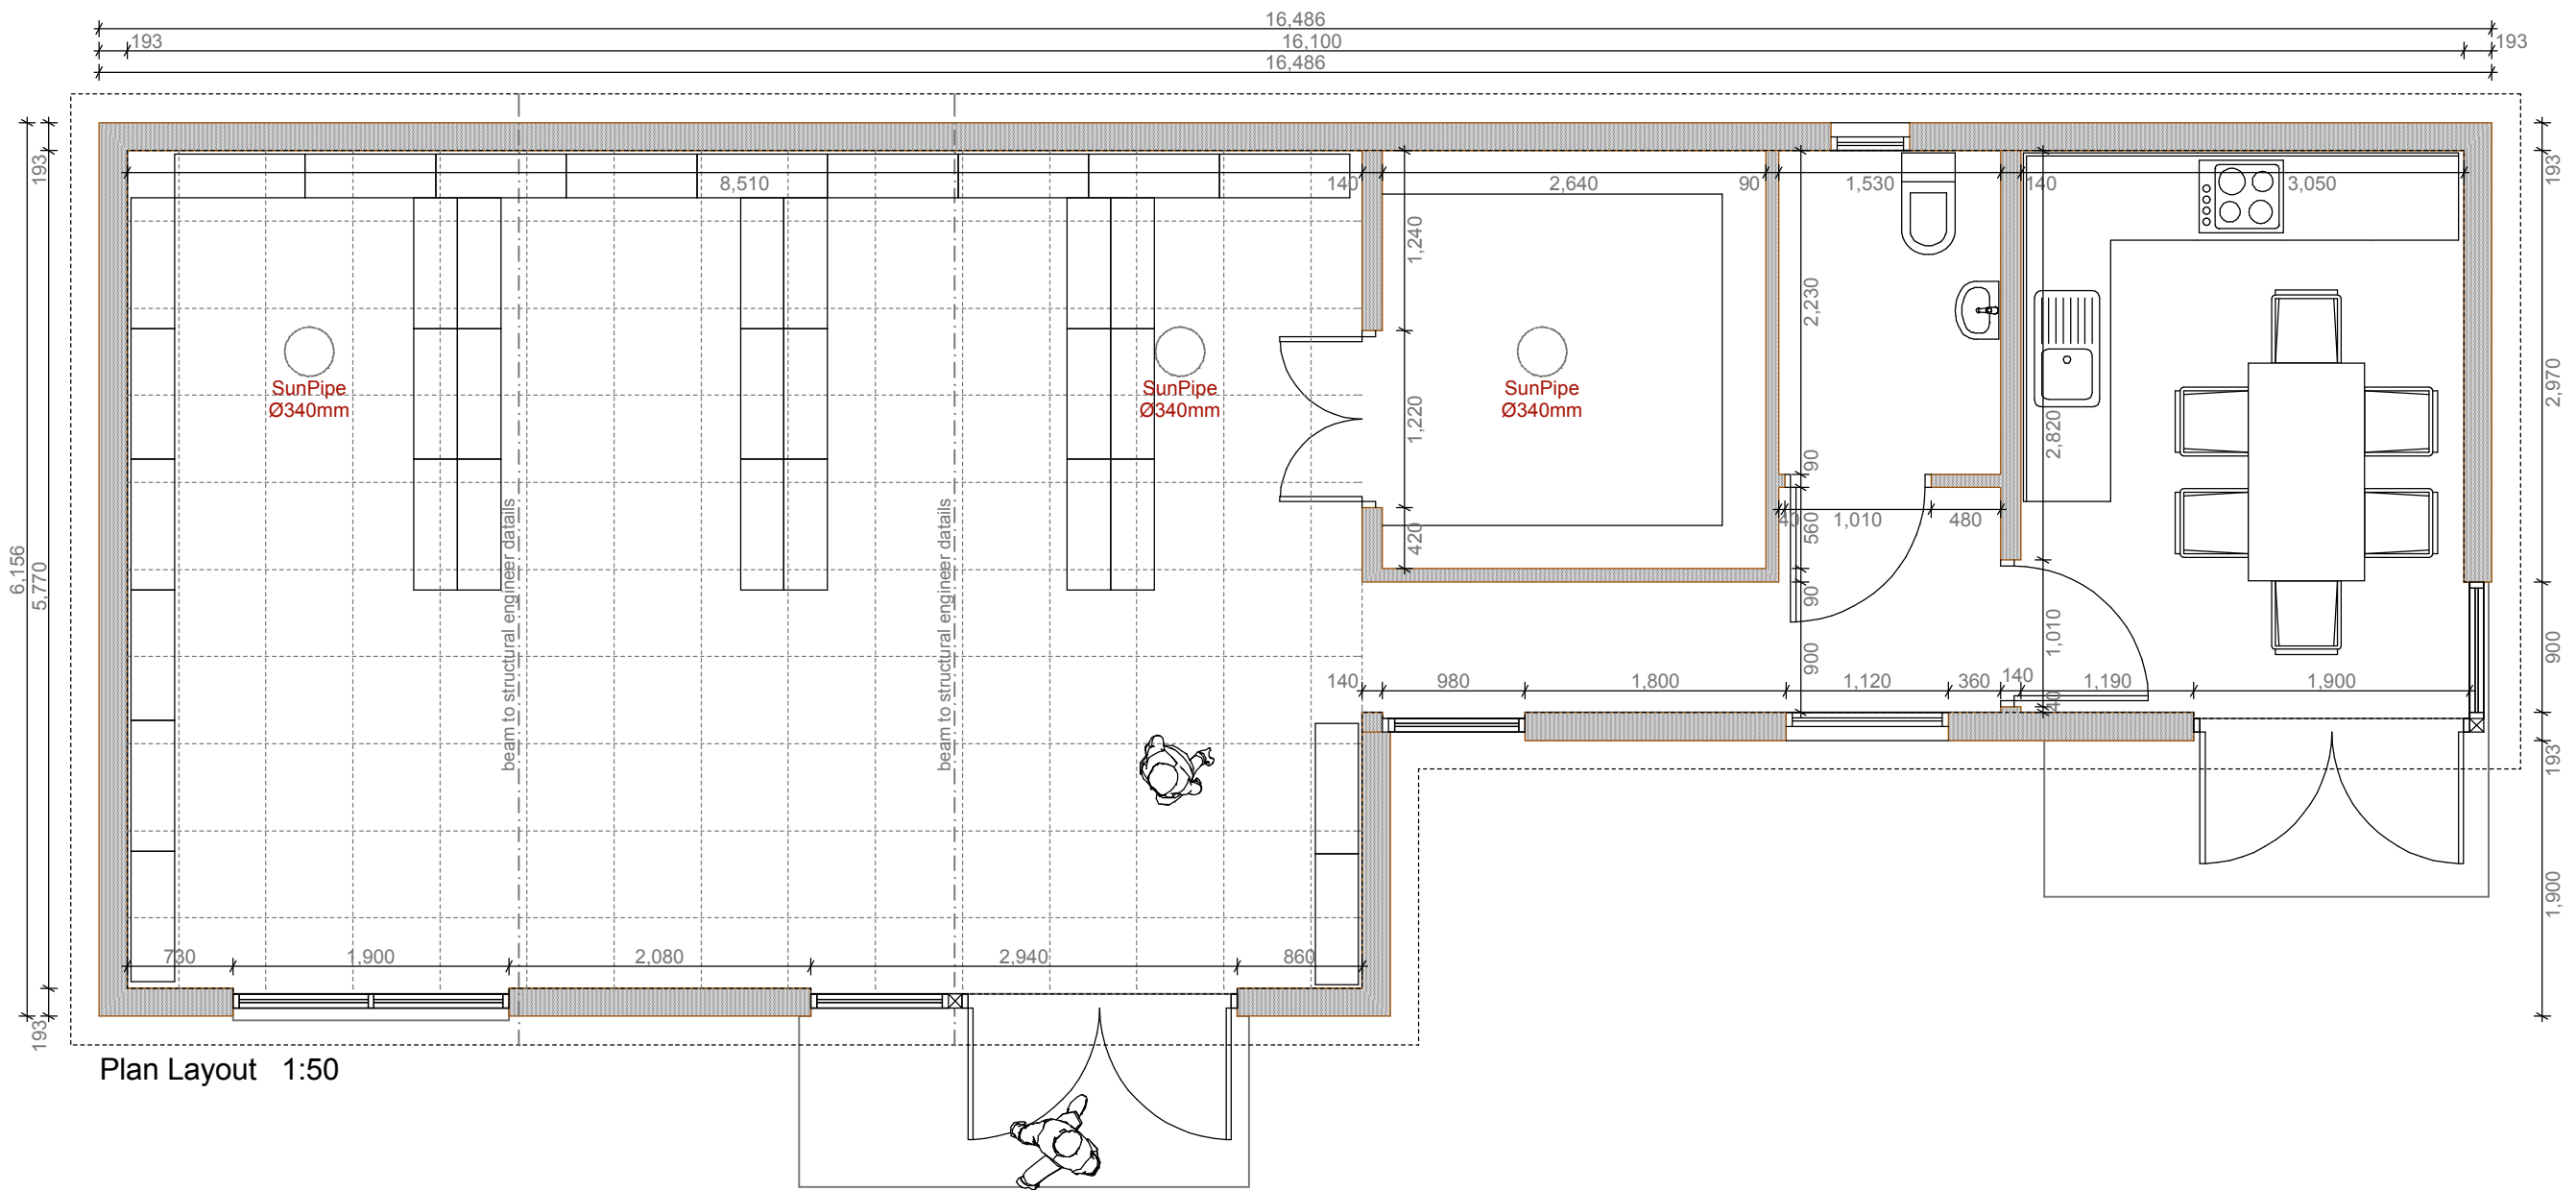 16,486
193 16,100 193
16,486
193
8,510 140 2,640 90 1,530 140 3,050
193
1,240
2,230
SunPipe
Ø340mm
SunPipe
Ø340mm
SunPipe
Ø340mm
1,220
2,820
2,970
90
40 1,010 480
420
560
6,156
5,770
beam to structural engineer datails
beam to structural engineer datails
90
900
1,010
900
140 980 1,800 1,120 360 140 1,190 1,900
40
193
1,900
730 1,900 2,080 2,940 860
193
Plan Layout 1:50